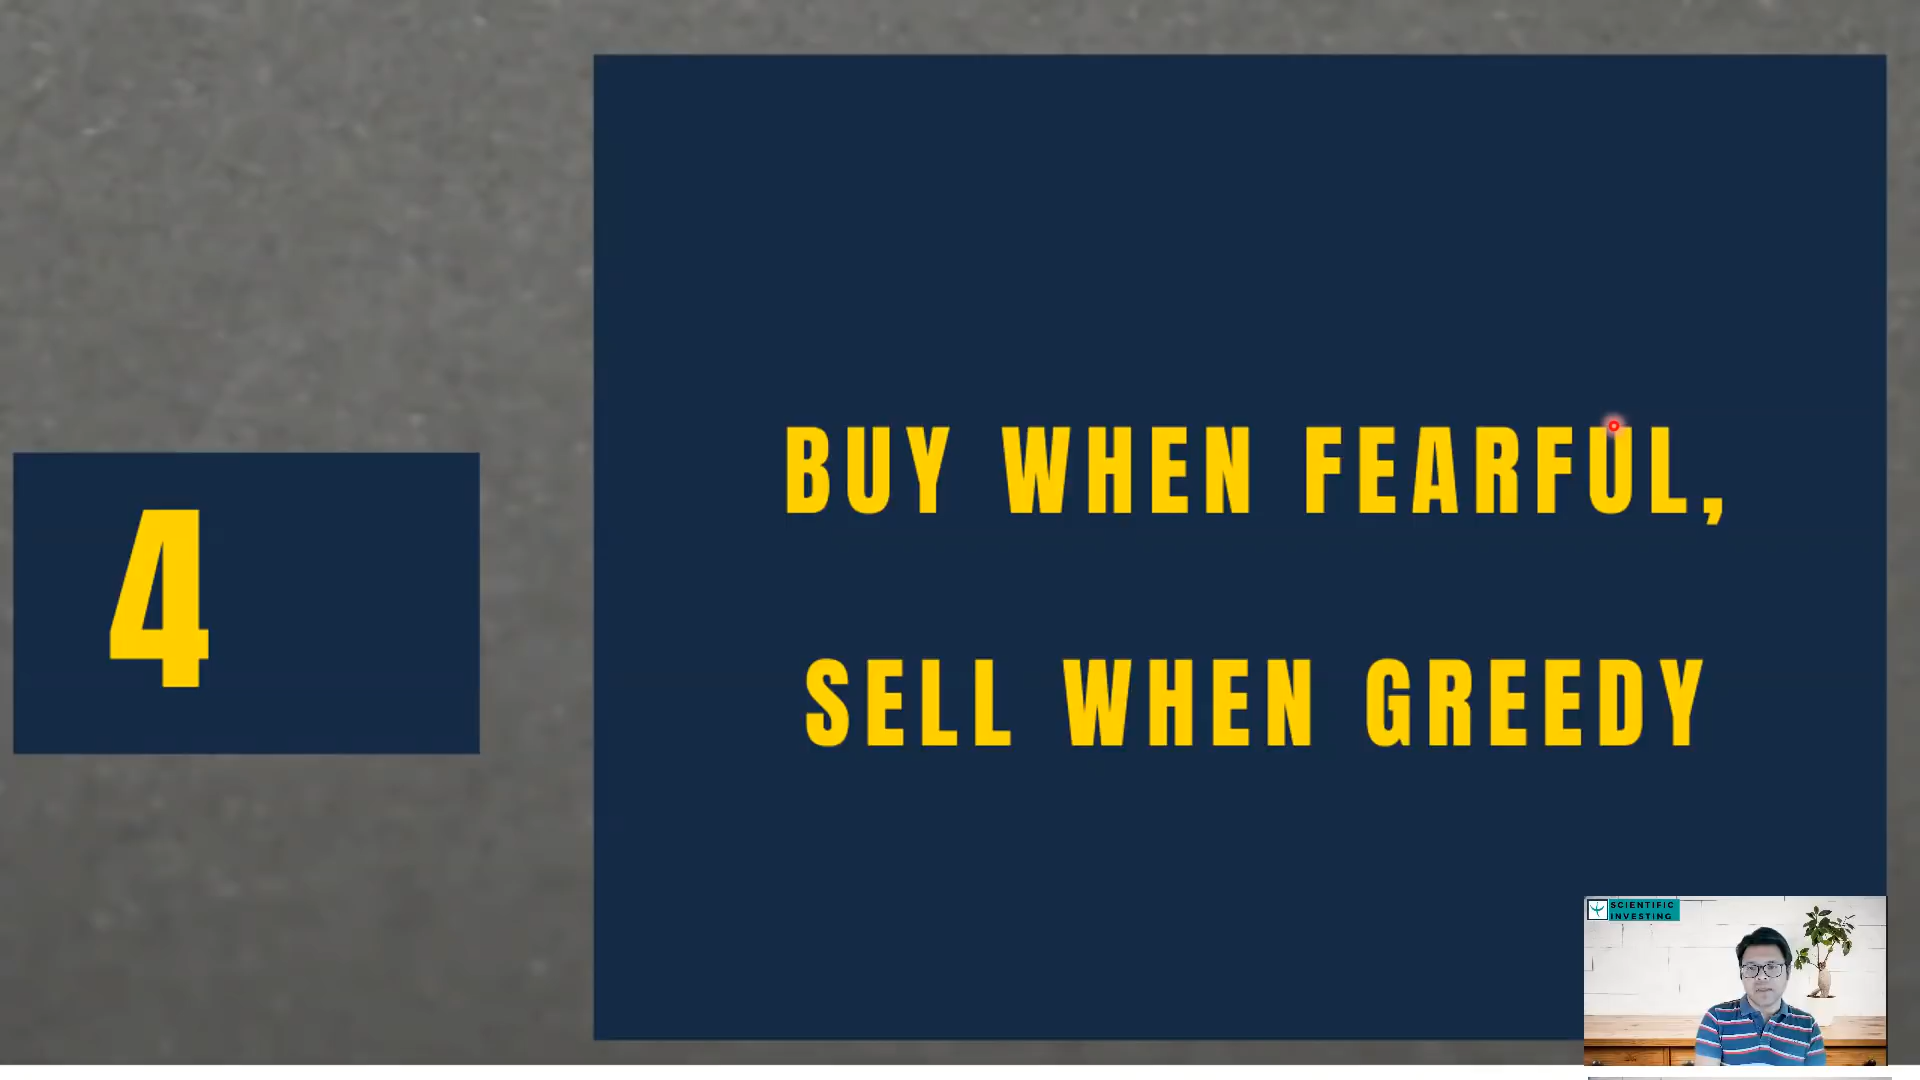 4
BUY WHEN FEARFUL,
SELL WHEN GREEDY
SCIENTIFIC
INVESTING